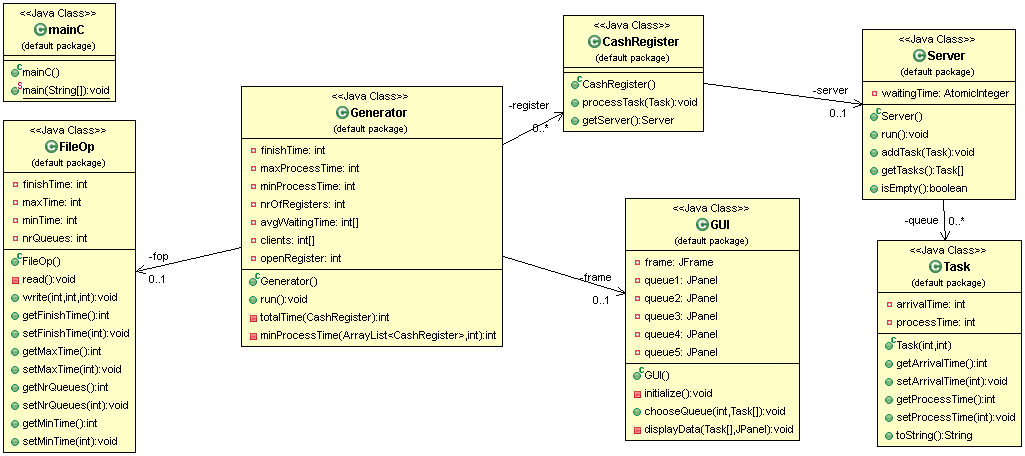 <<Java Class>>
mainC
(default package)
mainC()
main(String[]):void
<<Java Class>>
FileOp
(default package)
finishTime: int
maxTime: int
minTime: int
nrQueues: int
FileOp()
read():void
write(int,int,int):void
getFinishTime():int
setFinishTime(int):void
getMaxTime():int
setMaxTime(int):void
getNrQueues():int
setNrQueues(int):void
getMinTime():int
setMinTime(int):void
-fop
0..1
<<Java Class>>
Generator
(default package)
finishTime: int
maxProcessTime: int
minProcessTime: int
nrOfRegisters: int
avgWaitingTime: int[]
clients: int[]
openRegister: int
Generator()
run():void
totalTime(CashRegister):int
minProcessTime(ArrayList<CashRegister>,int):int
-register
0..*
<<Java Class>>
CashRegister
(default package)
CashRegister()
processTask(Task):void
getServer():Server
-server
0..1
<<Java Class>>
Server
(default package)
waitingTime: AtomicInteger
Server()
run():void
addTask(Task):void
getTasks():Task[]
isEmpty():boolean
-frame
0..1
<<Java Class>>
GUI
(default package)
frame: JFrame
queue1: JPanel
queue2: JPanel
queue3: JPanel
queue4: JPanel
queue5: JPanel
GUI()
initialize():void
chooseQueue(int,Task[]):void
displayData(Task[],JPanel):void
-queue
0..*
<<Java Class>>
Task
(default package)
arrivalTime: int
processTime: int
Task(int,int)
getArrivalTime():int
setArrivalTime(int):void
getProcessTime():int
setProcessTime(int):void
toString():String